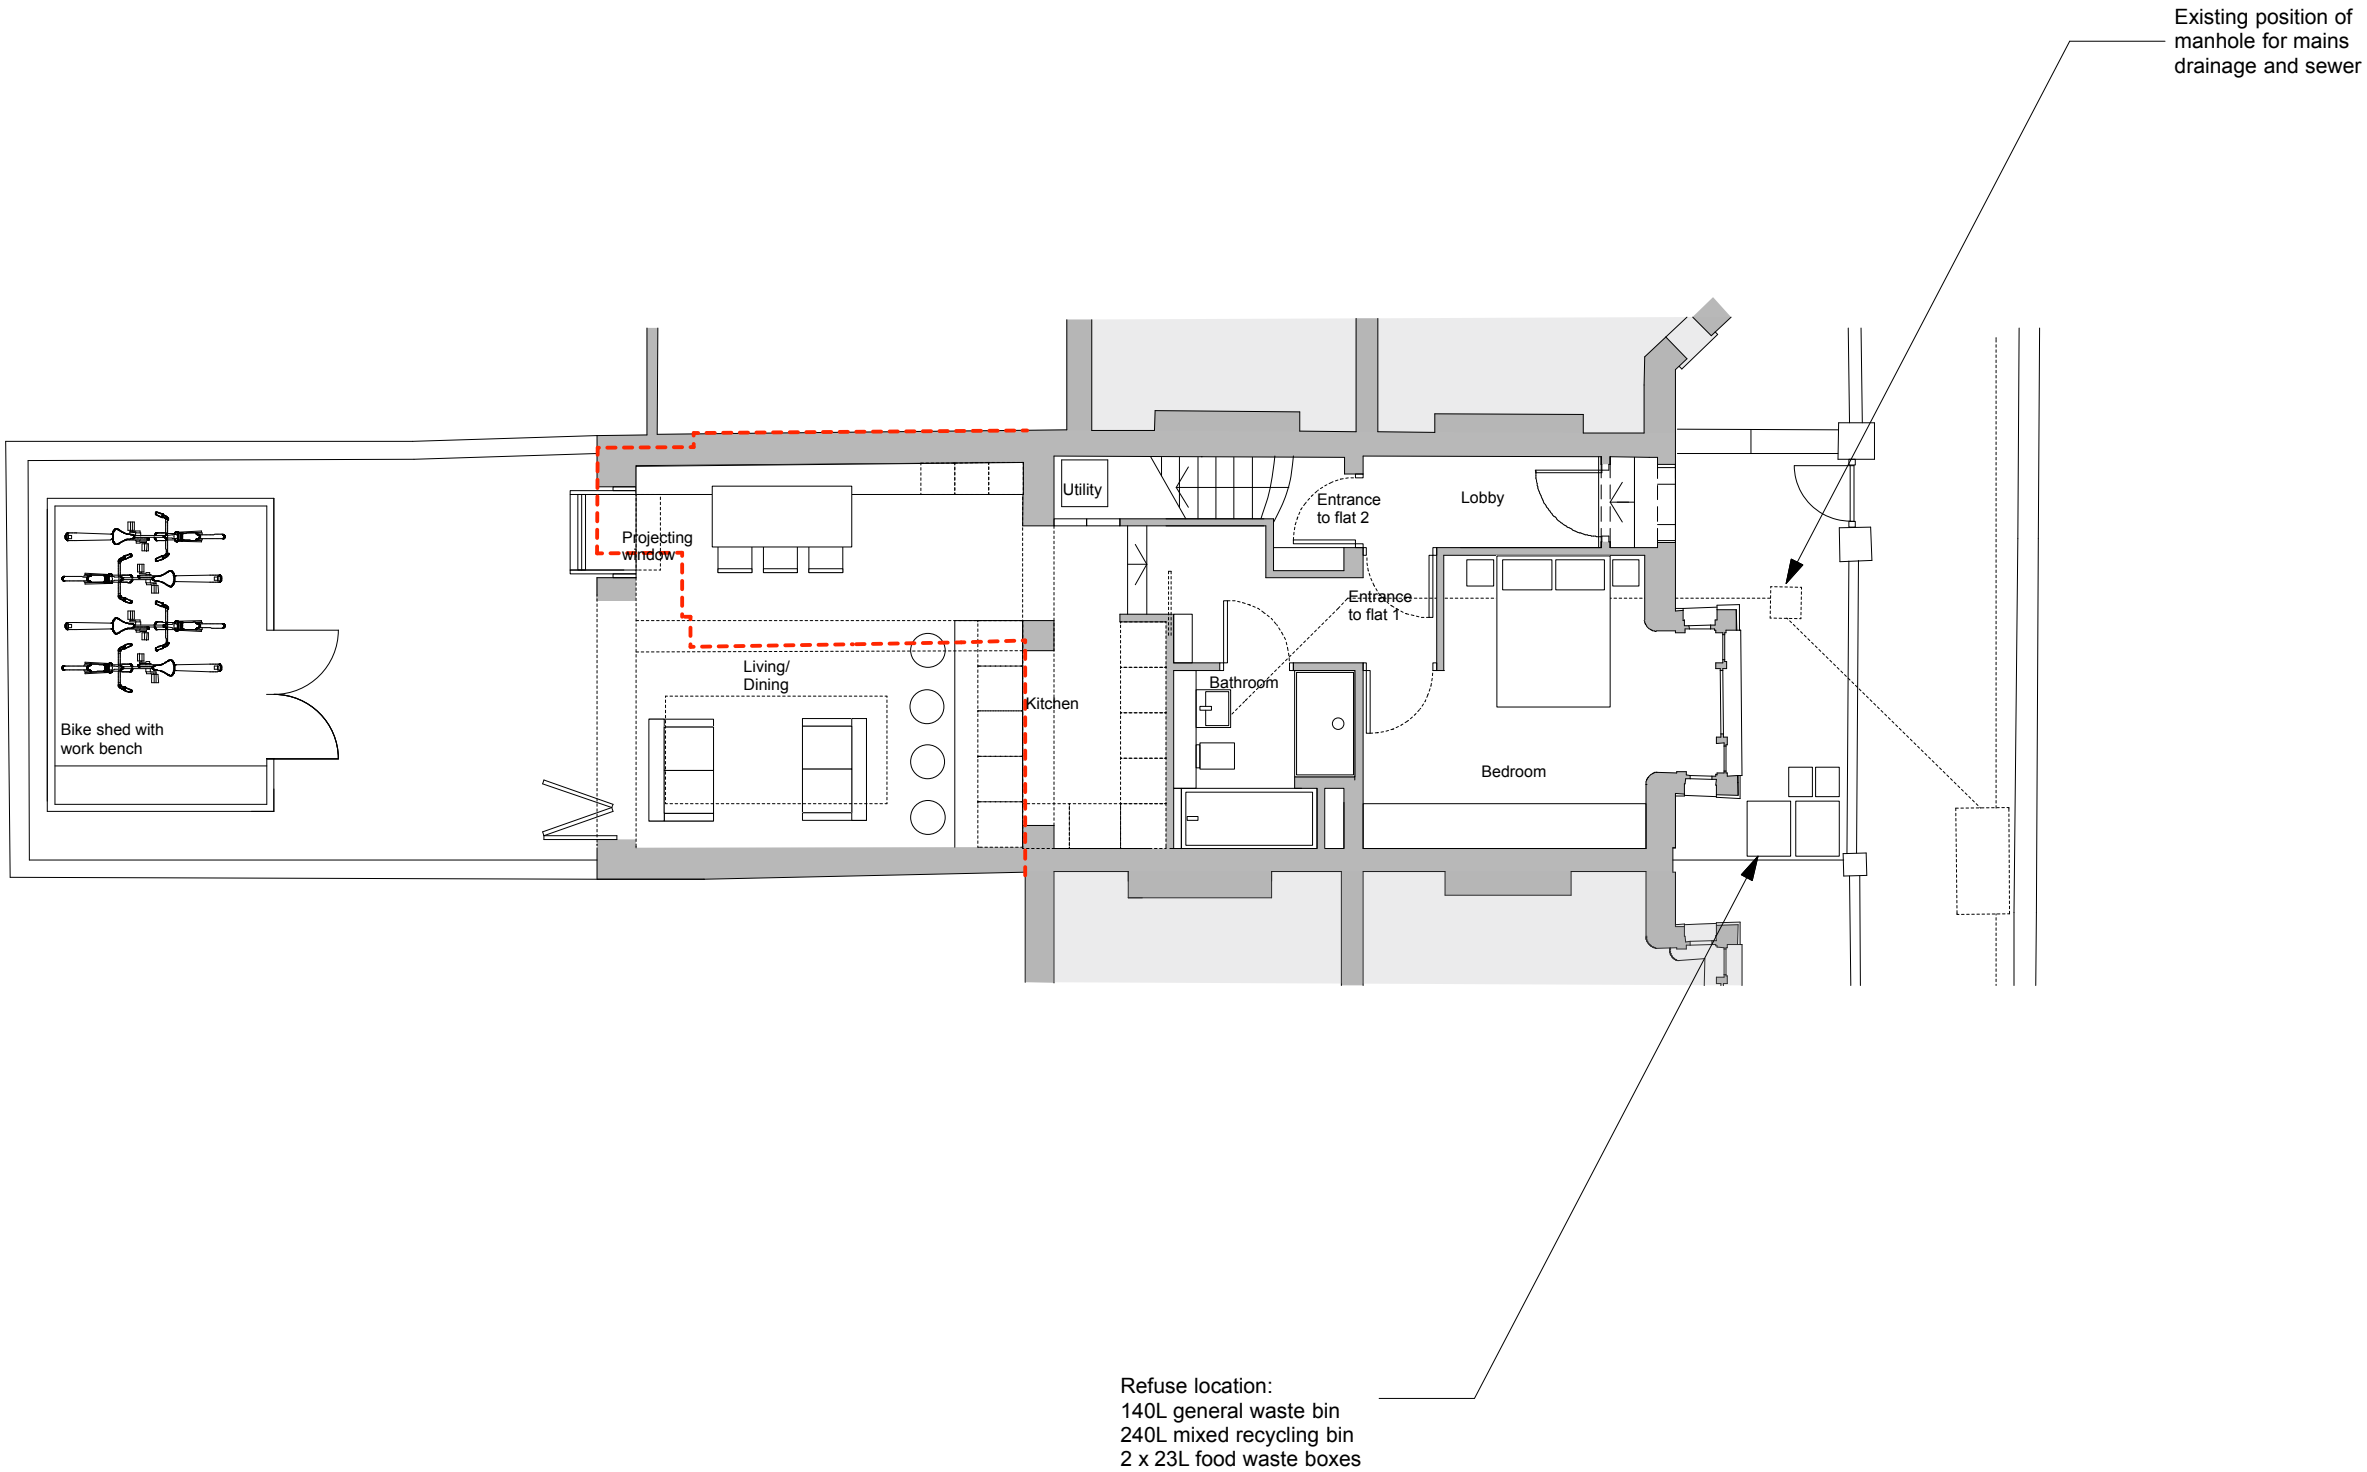 Existing position of
manhole for mains
drainage and sewer
Utility
Entrance
to flat 2
Lobby
Projecting
window
Entrance
to flat 1
Living/
Dining
Bathroom
Kitchen
Bike shed with
work bench
Bedroom
Refuse location:
140L general waste bin
240L mixed recycling bin
2 x 23L food waste boxes